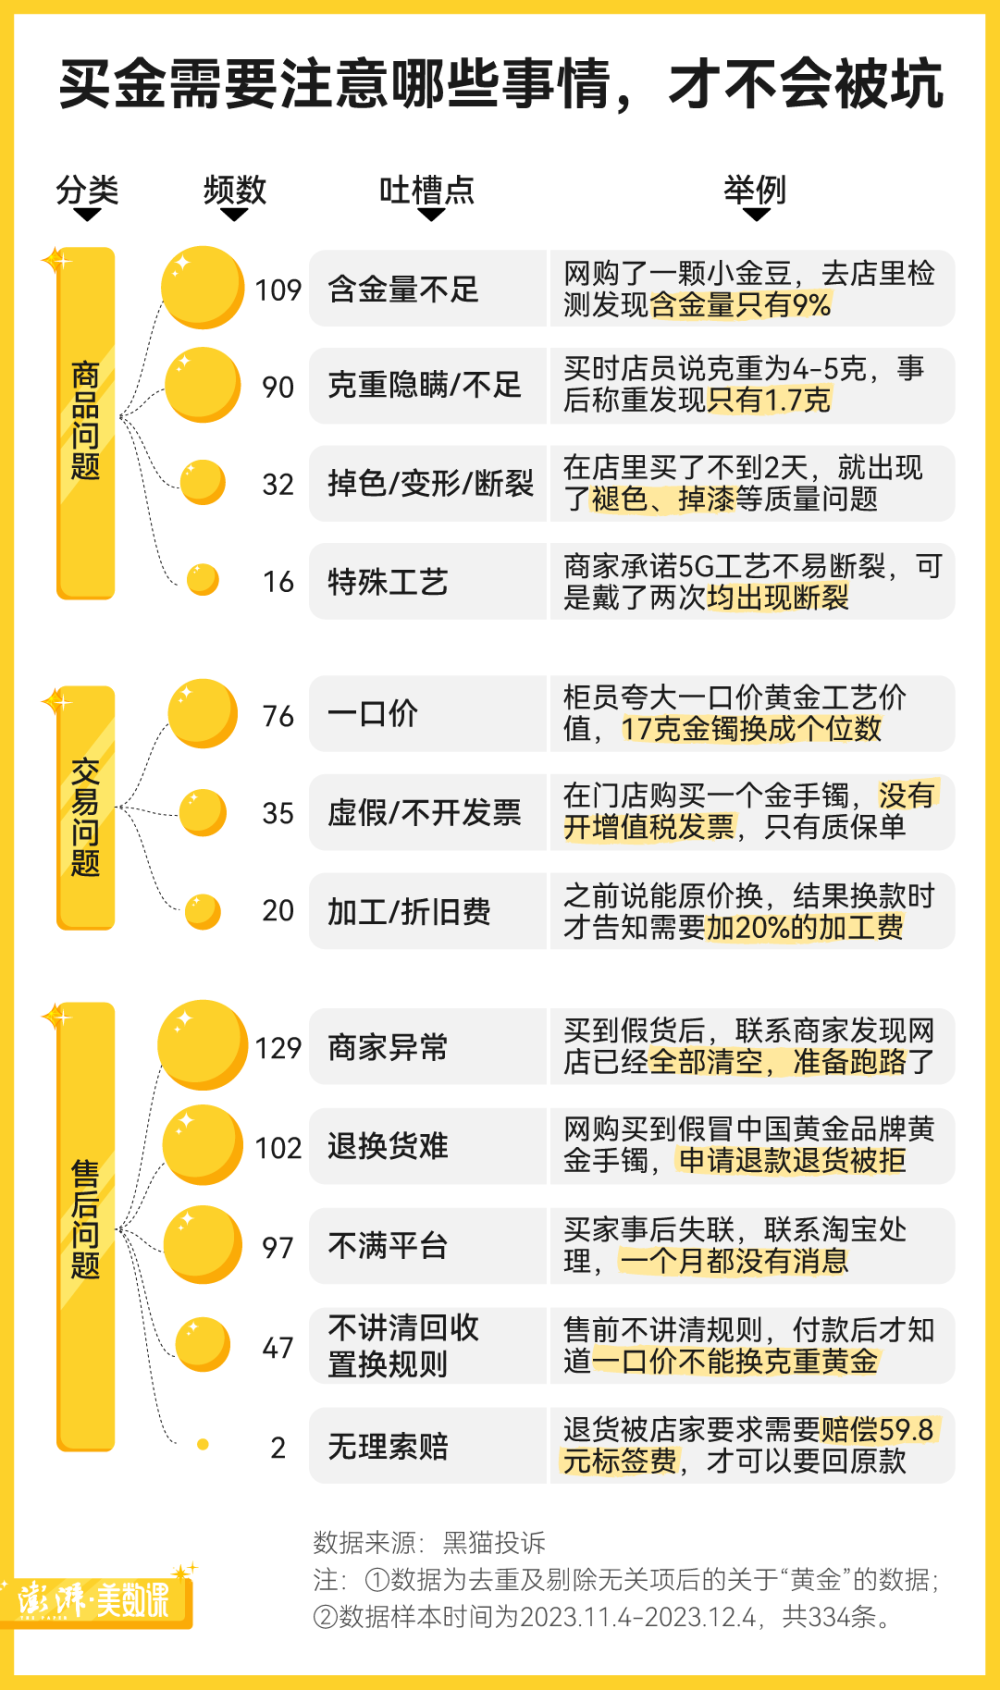 买金需要注意哪些事情，才不会被坑
分类 频数 吐槽点 举例
商品问题
109 含金量不足 网购了一颗小金豆，去店里检
测发现含金量只有9%
90 克重隐瞒/不足 买时店员说克重为4-5克，事
后称重发现只有1.7克
32 掉色/变形/断裂 在店里买了不到2天，就出现
了褪色、掉漆等质量问题
16 特殊工艺 商家承诺5G工艺不易断裂，可
是戴了两次均出现断裂
交易问题
76 一口价 柜员夸大一口价黄金工艺价
值，17克金镯换成个位数
35 虚假/不开发票 在门店购买一个金手镯，没有
开增值税发票，只有质保单
20 加工/折旧费 之前说能原价换，结果换款时
才告知需要加20%的加工费
售后问题
129 商家异常 买到假货后，联系商家发现网
店已经全部清空，准备跑路了
102 退换货难 网购买到假冒中国黄金品牌黄
金手镯，申请退款退货被拒
97 不满平台 买家事后失联，联系淘宝处
理，一个月都没有消息
47 不讲清回收
置换规则 售前不讲清规则，付款后才知
道一口价不能换克重黄金
2 无理索赔 退货被店家要求需要赔偿59.8
元标签费，才可以要回原款
数据来源：黑猫投诉
注：①数据为去重及剔除无关项后的关于“黄金”的数据；
②数据样本时间为2023.11.4-2023.12.4，共334条。
澎湃·美数课